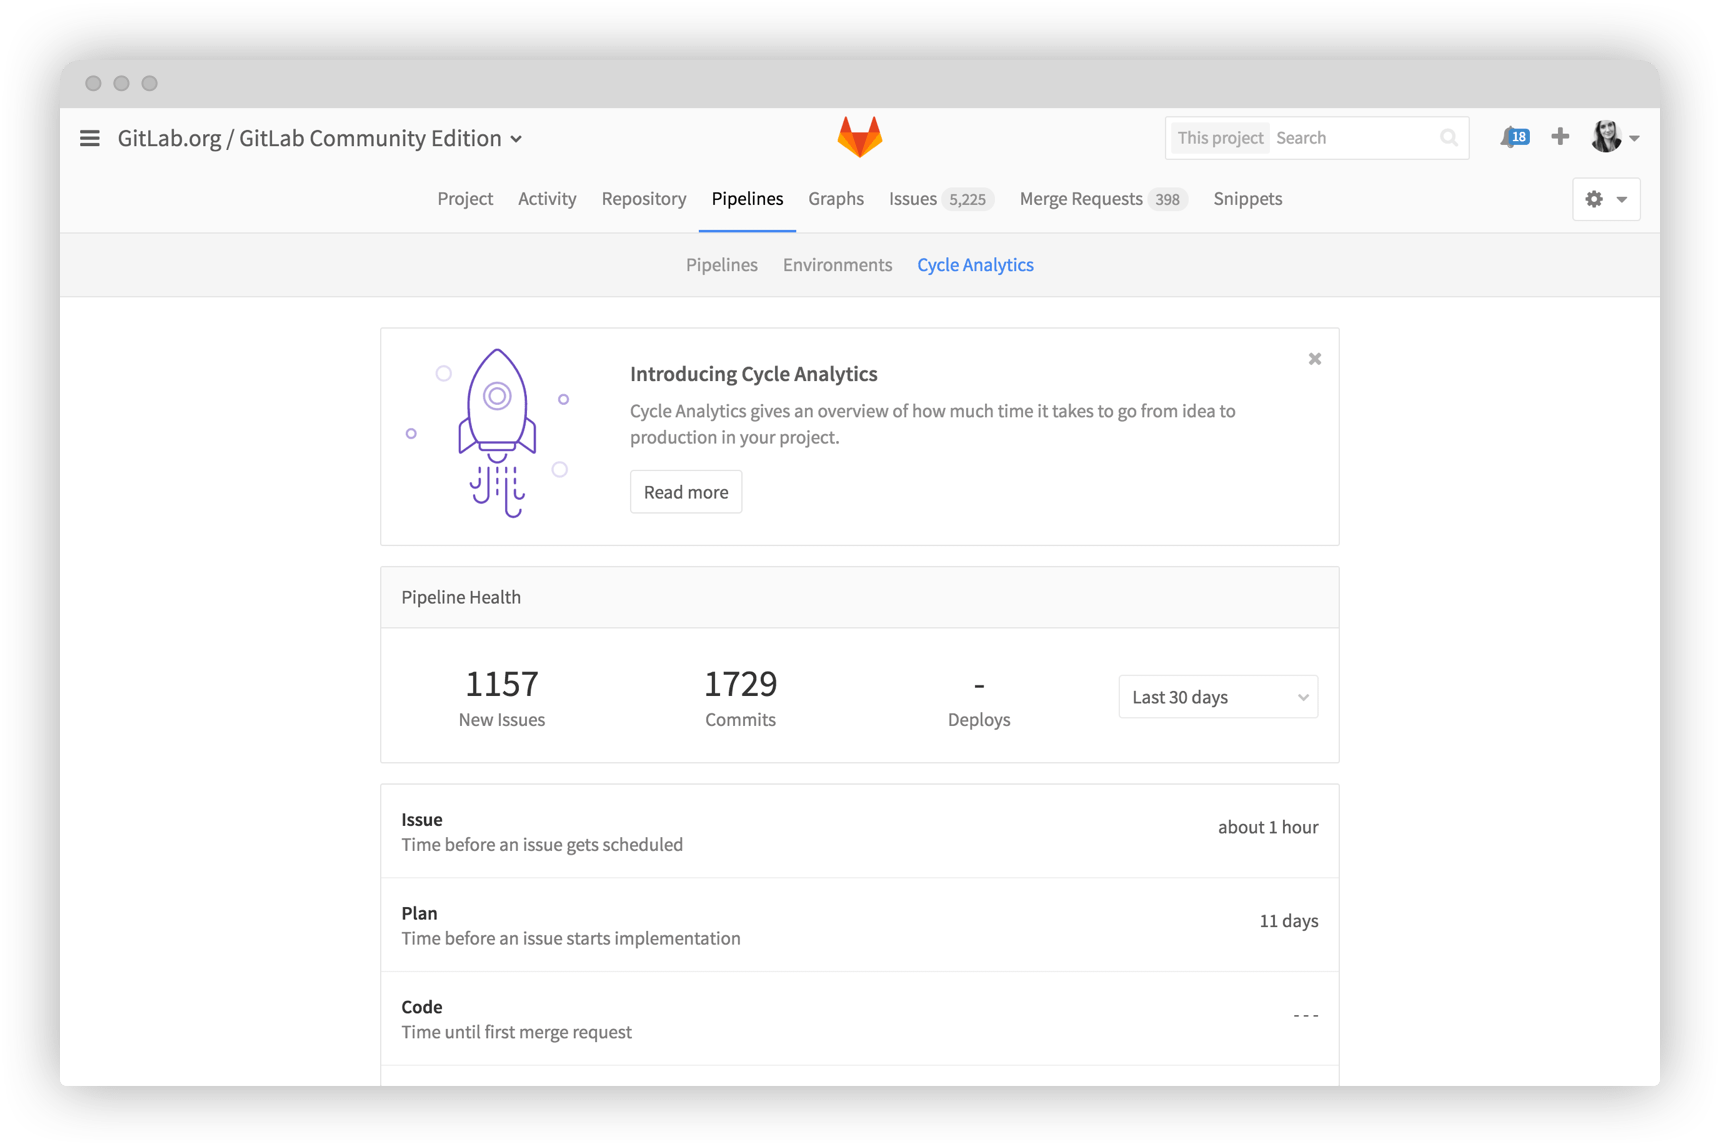 GitLab.org / GitLab Community Edition
This project Search
18
Project Activity Repository Pipelines Graphs Issues 5,225 Merge Requests 398 Snippets
Pipelines Environments Cycle Analytics
Introducing Cycle Analytics
Cycle Analytics gives an overview of how much time it takes to go from idea to
production in your project.
Read more
Pipeline Health
1157 1729 -
New Issues Commits Deploys
Last 30 days
Issue
Time before an issue gets scheduled
about 1 hour
Plan
Time before an issue starts implementation
11 days
Code
Time until first merge request
---